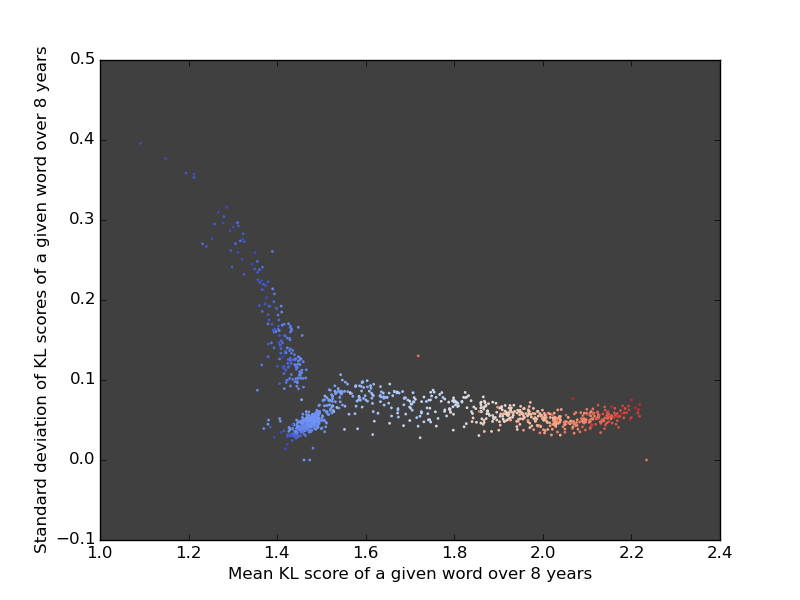 Standard deviation of KL scores of a given word over 8 years
0.5
0.4
0.3
0.2
0.1
0.0
−0.1
1.0 1.2 1.4 1.6 1.8 2.0 2.2 2.4
Mean KL score of a given word over 8 years